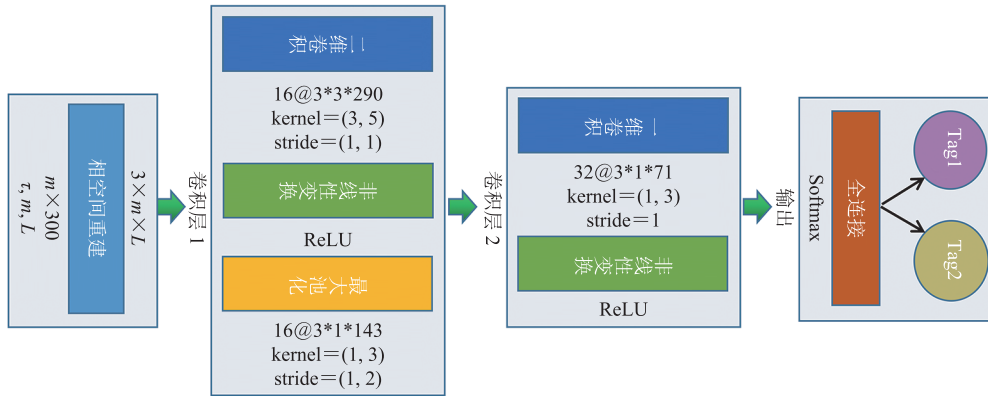 3×m×L
相空间重建
m×300
τ, m, L
卷积层 1
二维卷
积
16@3*3*290
kernel=(3, 5)
stride=(1, 1)
非线性变
换
ReLU
最大池
化
16@3*1*143
kernel=(1, 3)
stride=(1, 2)
卷积层 2
一维卷
积
32@3*1*71
kernel=(1, 3)
stride=1
非线性变
换
ReLU
输出
Tag1
Tag2
全连接
Softmax